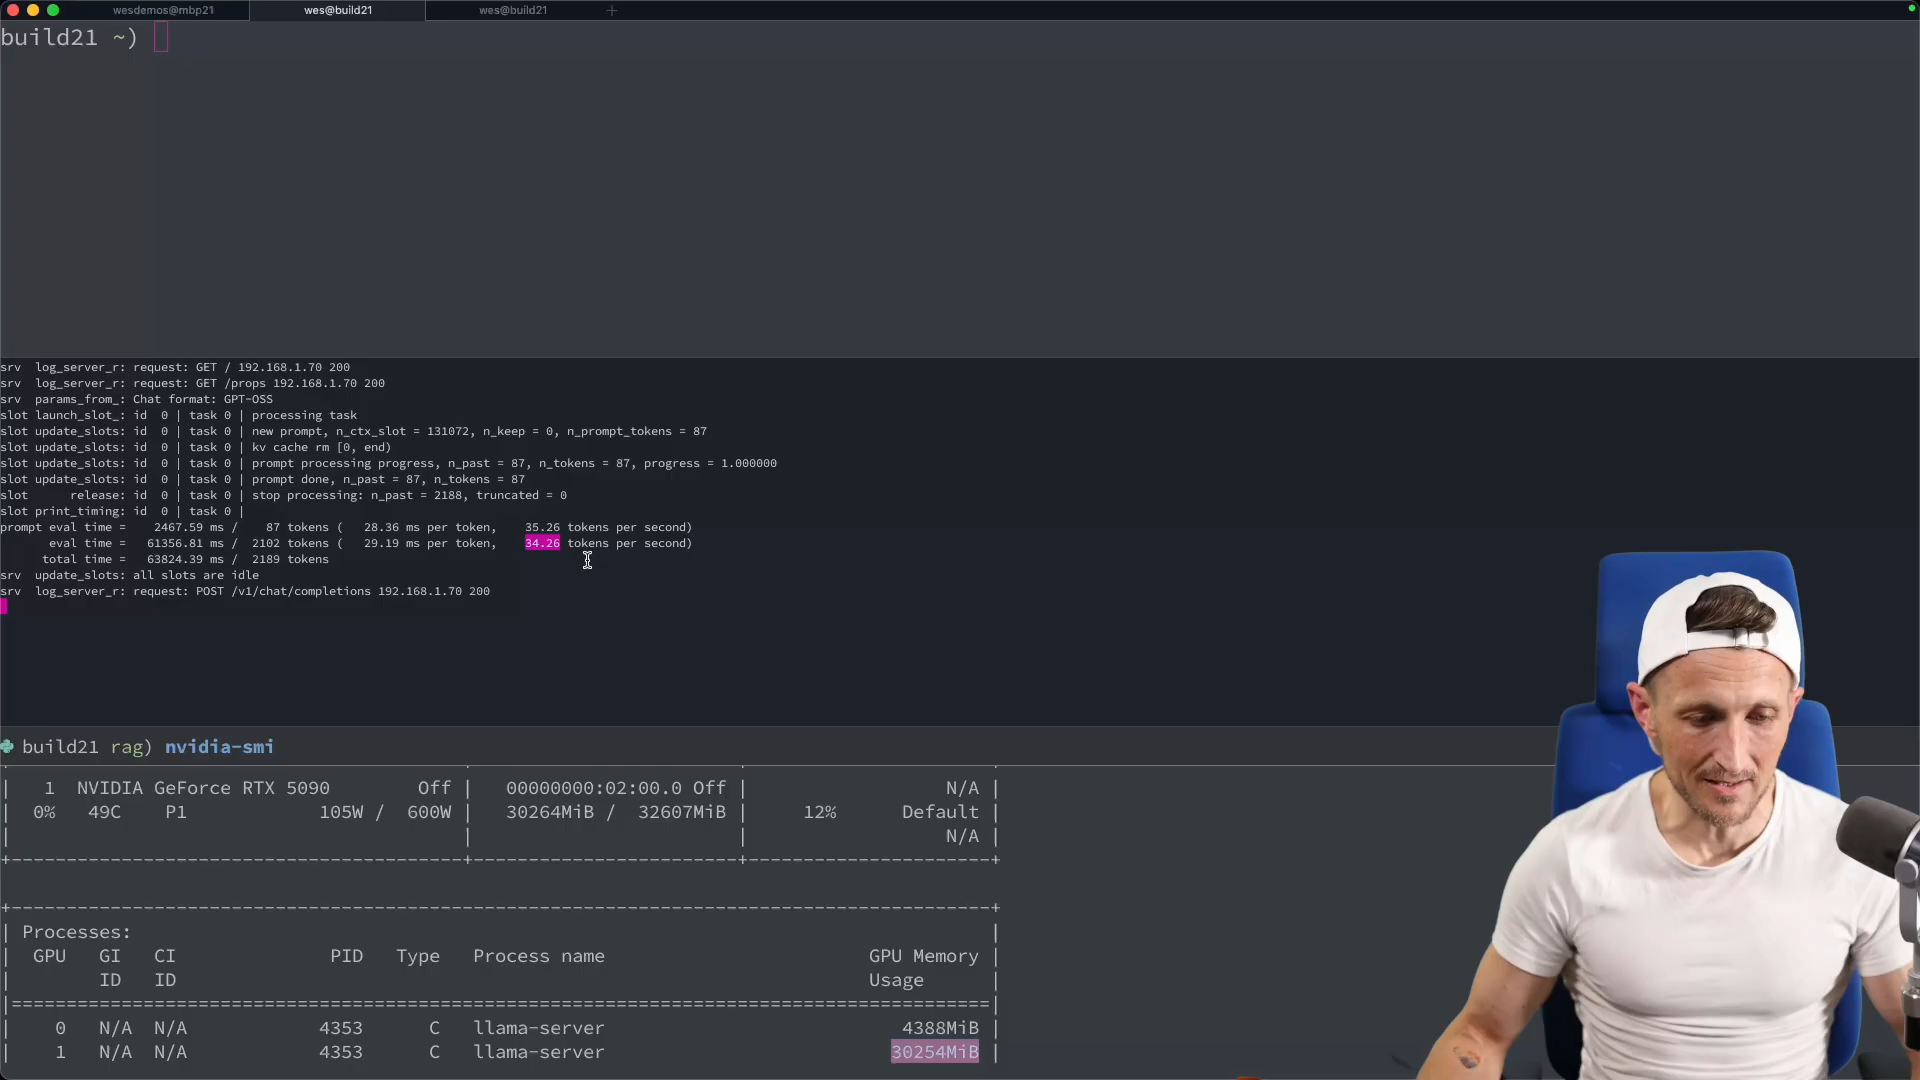 wesdemos@mbp21 wes@build21 wes@build21 +
build21 ~)
srv  log_server_r: request: GET / 192.168.1.70 200
srv  log_server_r: request: GET /props 192.168.1.70 200
srv  params_from_: Chat format: GPT-OSS
slot launch_slot_: id  0 | task 0 | processing task
slot update_slots: id  0 | task 0 | new prompt, n_ctx_slot = 131072, n_keep = 0, n_prompt_tokens = 87
slot update_slots: id  0 | task 0 | kv cache rm [0, end)
slot update_slots: id  0 | task 0 | prompt processing progress, n_past = 87, n_tokens = 87, progress = 1.000000
slot update_slots: id  0 | task 0 | prompt done, n_past = 87, n_tokens = 87
slot      release: id  0 | task 0 | stop processing: n_past = 2188, truncated = 0
slot print_timing: id  0 | task 0 |
prompt eval time =    2467.59 ms /    87 tokens (   28.36 ms per token,    35.26 tokens per second)
       eval time =   61356.81 ms /  2102 tokens (   29.19 ms per token,    34.26 tokens per second)
      total time =   63824.39 ms /  2189 tokens
srv  update_slots: all slots are idle
srv  log_server_r: request: POST /v1/chat/completions 192.168.1.70 200
build21 rag) nvidia-smi
|   1  NVIDIA GeForce RTX 5090        Off |   00000000:02:00.0 Off |                  N/A |
|  0%   49C    P1            105W /  600W |   30264MiB /  32607MiB |     12%      Default |
|                                         |                        |                  N/A |
+-----------------------------------------+------------------------+----------------------+
+-----------------------------------------------------------------------------------------+
| Processes:                                                                              |
|  GPU   GI   CI              PID   Type   Process name                        GPU Memory |
|        ID   ID                                                               Usage      |
|=========================================================================================|
|    0   N/A  N/A            4353      C   llama-server                           4388MiB |
|    1   N/A  N/A            4353      C   llama-server                          30254MiB |